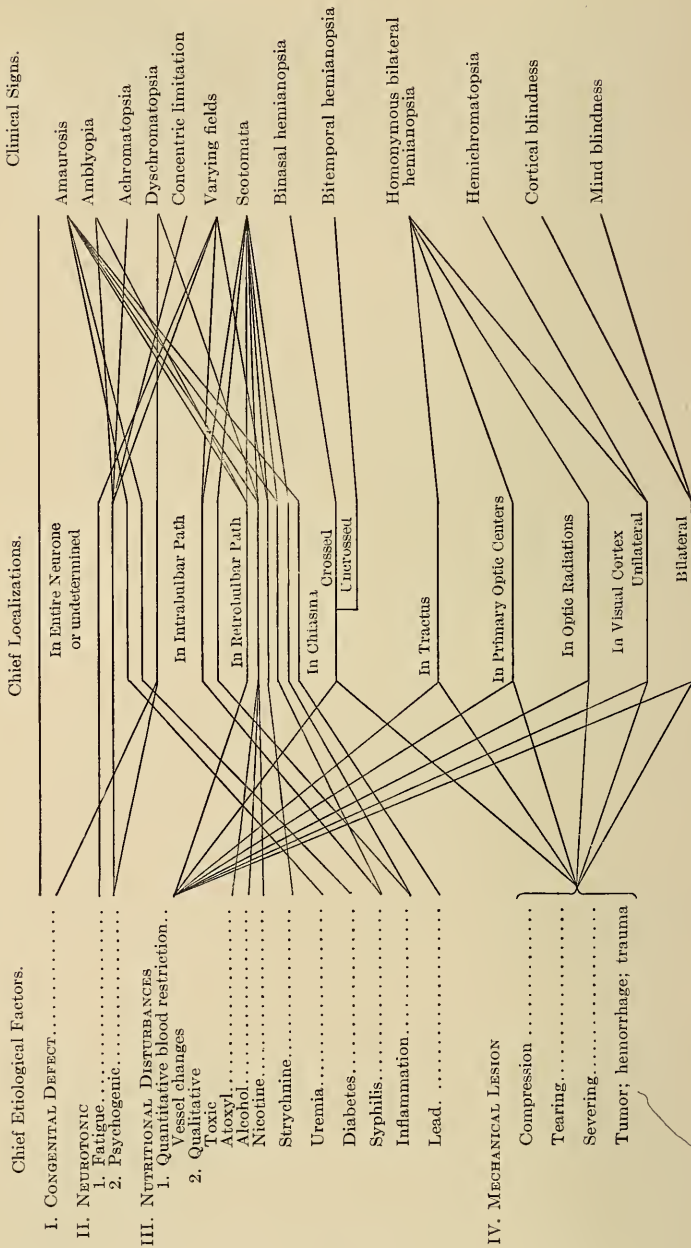 Chief Etiological Factors.
Chief Localizations.
Clinical Signs.
I. CONGENITAL DEFECT..............
II. NEUROTONIC
1. Fatigue....................
2. Psychogenic..................
III. NUTRITIONAL DISTURBANCES
1. Quantitative blood restriction...
Vessel changes
2. Qualitative
Toxic
Atoxyl......................
Alcohol.....................
Nicotine....................
Strychnine..................
Uremia......................
Diabetes....................
Syphilis....................
Inflammation................
Lead........................
IV. MECHANICAL LESION
Compression ................
Tearing.....................
Severing....................
Tumor; hemorrhage; trauma
In Entire Neurone
or undetermined
In Intrabulbar Path
In Retrobulbar Path
In Chiasma
Crossed
Uncrossed
In Tractus
In Primary Optic Centers
In Optic Radiations
In Visual Cortex
Unilateral
Bilateral
Amaurosis
Amblyopia
Achromatopsia
Dyschromatopsia
Concentric limitation
Varying fields
Scotomata
Binasal hemianopsia
Bitemporal hemianopsia
Homonymous bilateral
hemianopsia
Hemichromatopsia
Cortical blindness
Mind blindness